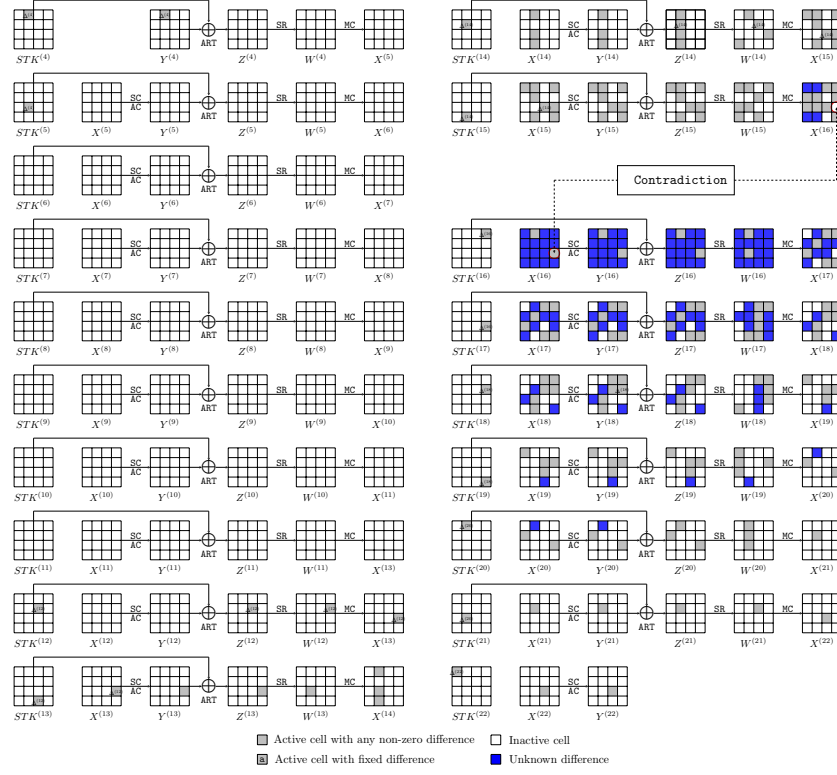 SR MC
ART
STK^(4) Y^(4) Z^(4) W^(4) X^(5)
SC SR MC
AC ART
STK^(5) X^(5) Y^(5) Z^(5) W^(5) X^(6)
SC SR MC
AC ART
STK^(6) X^(6) Y^(6) Z^(6) W^(6) X^(7)
SC SR MC
AC ART
STK^(7) X^(7) Y^(7) Z^(7) W^(7) X^(8)
SC SR MC
AC ART
STK^(8) X^(8) Y^(8) Z^(8) W^(8) X^(9)
SC SR MC
AC ART
STK^(9) X^(9) Y^(9) Z^(9) W^(9) X^(10)
SC SR MC
AC ART
STK^(10) X^(10) Y^(10) Z^(10) W^(10) X^(11)
SC SR MC
AC ART
STK^(11) X^(11) Y^(11) Z^(11) W^(11) X^(13)
SC SR MC
AC ART
STK^(12) X^(12) Y^(12) Z^(12) W^(12) X^(13)
SC SR MC
AC ART
STK^(13) X^(13) Y^(13) Z^(13) W^(13) X^(14)
SC SR MC
AC ART
STK^(14) X^(14) Y^(14) Z^(14) W^(14) X^(15)
SC SR MC
AC ART
STK^(15) X^(15) Y^(15) Z^(15) W^(15) X^(16)
Contradiction
SC SR MC
AC ART
STK^(16) X^(16) Y^(16) Z^(16) W^(16) X^(17)
SC SR MC
AC ART
STK^(17) X^(17) Y^(17) Z^(17) W^(17) X^(18)
SC SR MC
AC ART
STK^(18) X^(18) Y^(18) Z^(18) W^(18) X^(19)
SC SR MC
AC ART
STK^(19) X^(19) Y^(19) Z^(19) W^(19) X^(20)
SC SR MC
AC ART
STK^(20) X^(20) Y^(20) Z^(20) W^(20) X^(21)
SC SR MC
AC ART
STK^(21) X^(21) Y^(21) Z^(21) W^(21) X^(22)
SC
AC
STK^(22) X^(22) Y^(22)
Active cell with any non-zero difference Inactive cell
a Active cell with fixed difference Unknown difference